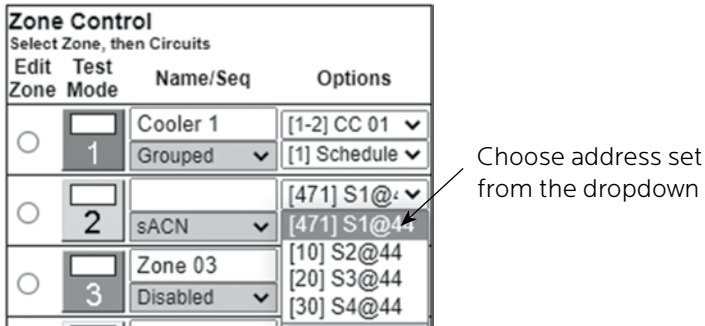 Zone Control
Select Zone, then Circuits
Edit Zone
Test Mode
Name/Seq
Options
1
Cooler 1
[1-2] CC 01
Grouped
[1] Schedule
2
[471] S1@4
sACN
[471] S1@44
[10] S2@44
[20] S3@44
[30] S4@44
3
Zone 03
Disabled
Choose address set
from the dropdown